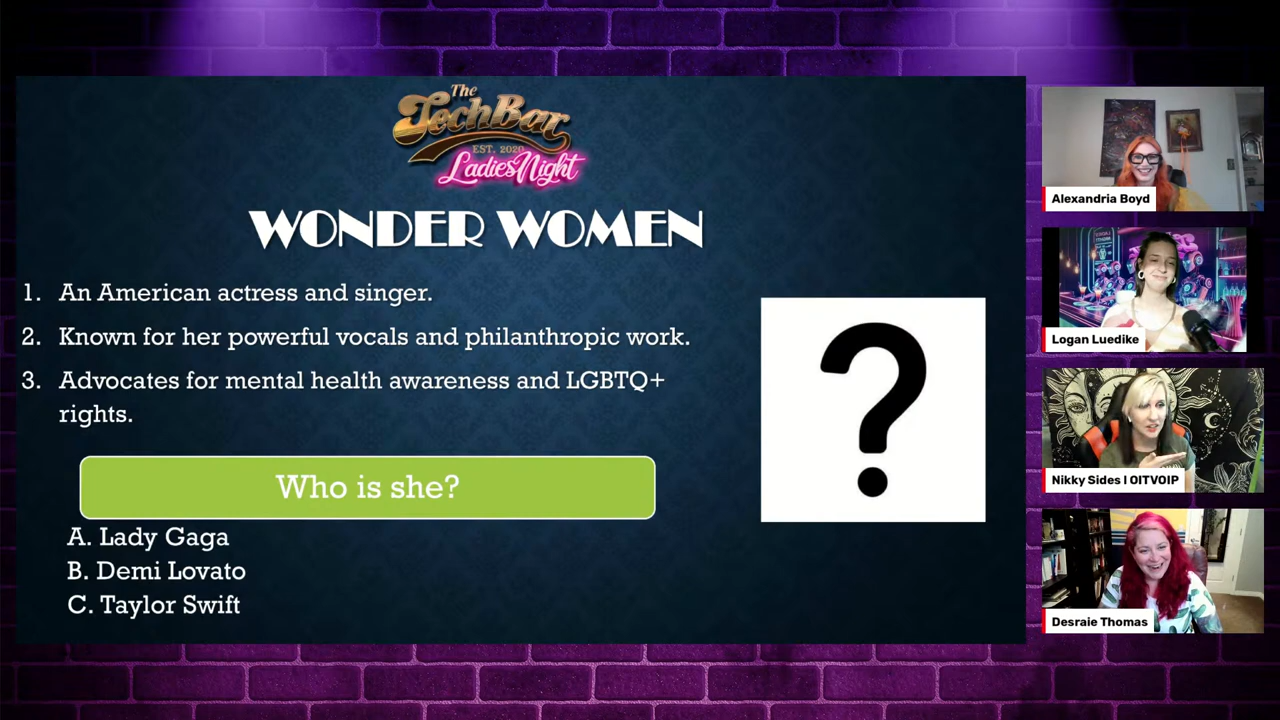 The
TechBar
EST. 2020
Ladies Night
WONDER WOMEN
1. An American actress and singer.
2. Known for her powerful vocals and philanthropic work.
3. Advocates for mental health awareness and LGBTQ+
rights.
Who is she?
A. Lady Gaga
B. Demi Lovato
C. Taylor Swift
?
Alexandria Boyd
Logan Luedike
Nikky Sides I OITVOIP
Desraie Thomas